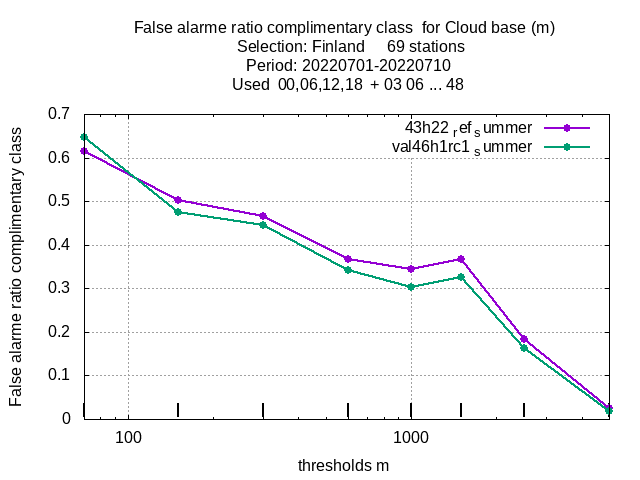 False alarme ratio complimentary class  for Cloud base (m)
Selection: Finland     69 stations
Period: 20220701-20220710
Used  00,06,12,18  + 03 06 ... 48
43h22 ref summer
val46h1rc1 summer
False alarme ratio complimentary class
0.7
0.6
0.5
0.4
0.3
0.2
0.1
0
100
1000
thresholds m